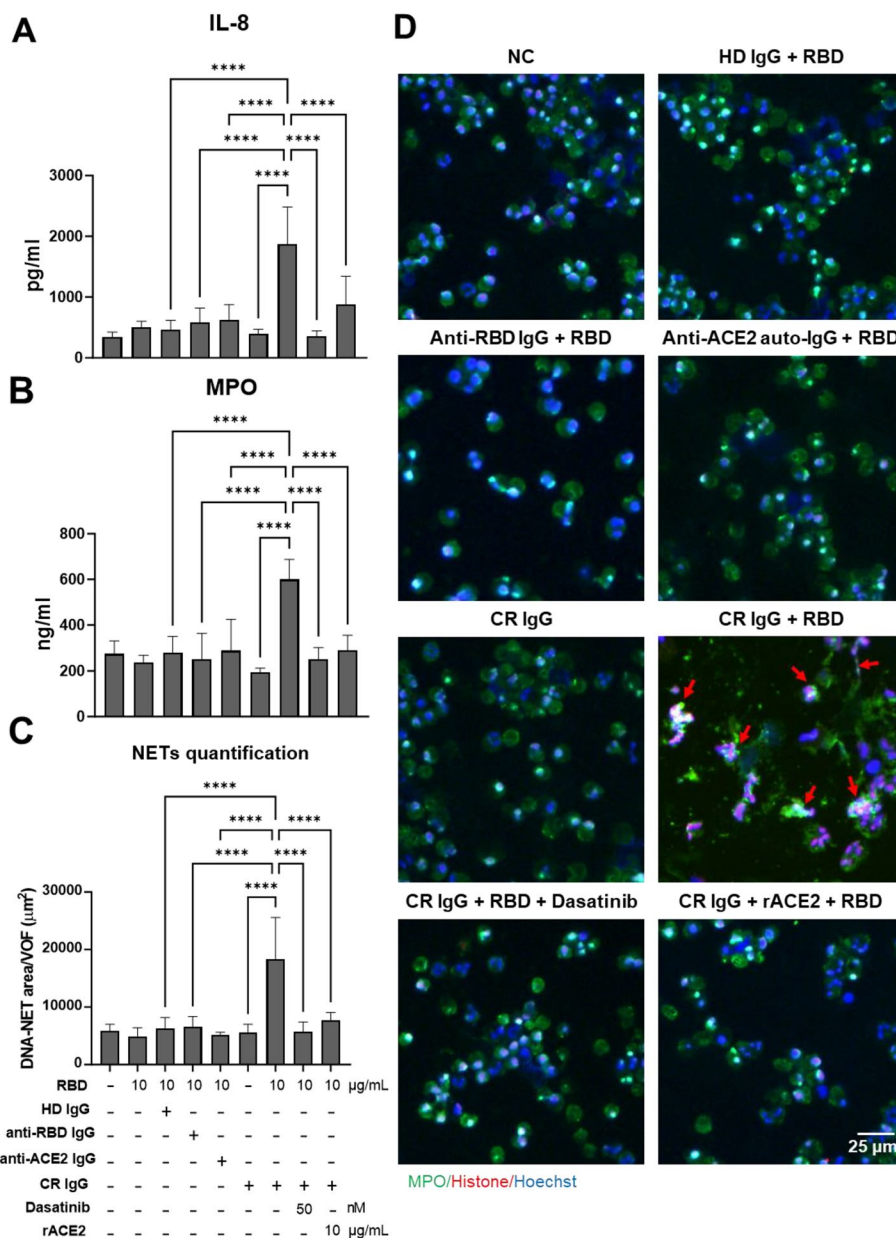 A
IL-8
****
****
****
****
****
****
3000
2000
1000
0
pg/ml
B
MPO
****
****
****
****
****
****
800
600
400
200
0
ng/ml
C
NETs quantification
****
****
****
****
****
****
30000
20000
10000
0
DNA-NET area/VOF (μm²)
RBD – 10 10 10 10 – 10 10 10 µg/mL
HD IgG – – + – – – – – –
anti-RBD IgG – – – + – – – – –
anti-ACE2 IgG – – – – + – – – –
CR IgG – – – – – + + + +
Dasatinib – – – – – – – 50 – nM
rACE2 – – – – – – – – 10 µg/mL
D
NC
HD IgG + RBD
Anti-RBD IgG + RBD
Anti-ACE2 auto-IgG + RBD
CR IgG
CR IgG + RBD
CR IgG + RBD + Dasatinib
CR IgG + rACE2 + RBD
25 µm
MPO/Histone/Hoechst